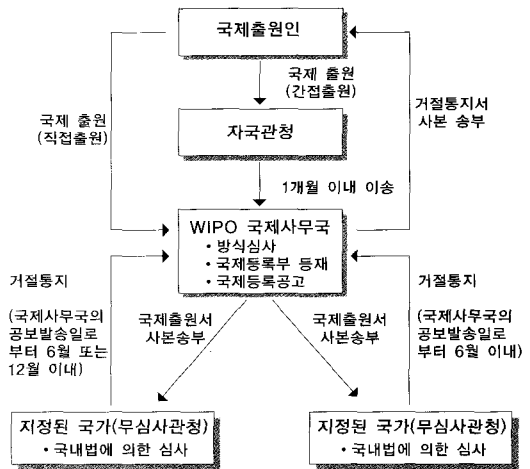 국제출원인
국제 출원
(간접출원)
국제 출원
(직접출원)
거절통지서
사본 송부
자국관청
1개월 이내 이송
WIPO 국제사무국
• 방식심사
• 국제등록부 등재
• 국제등록공고
거절통지
(국제사무국의
공보발송일로
부터 6월 또는
12월 이내)
국제출원서
사본송부
국제출원서
사본송부
거절통지
(국제사무국의
공보발송일로
부터 6월 이내)
지정된 국가(무심사관청)
• 국내법에 의한 심사
지정된 국가(무심사관청)
• 국내법에 의한 심사